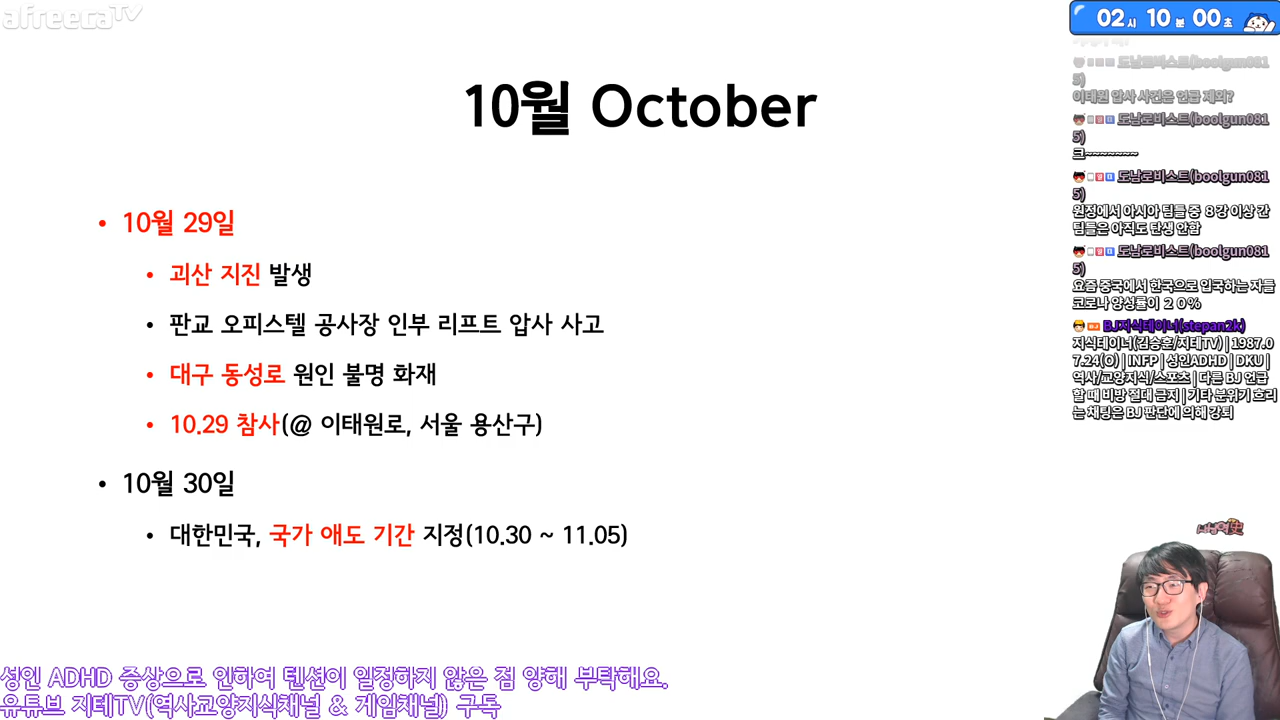 afreecaTV
02시 10분 00초
10월 October
• 10월 29일
• 괴산 지진 발생
• 판교 오피스텔 공사장 인부 리프트 압사 사고
• 대구 동성로 원인 불명 화재
• 10.29 참사(@ 이태원로, 서울 용산구)
• 10월 30일
• 대한민국, 국가 애도 기간 지정(10.30 ~ 11.05)
도남로비스트(boolgun081
5)
이태원 압사 사건은 언급 제외?
도남로비스트(boolgun081
5)
크~~~~~~~
도남로비스트(boolgun081
5)
원정에서 아시아 팀들 중 8강 이상 간
팀들은 아직도 탄생 안함
도남로비스트(boolgun081
5)
요즘 중국에서 한국으로 입국하는 자들
코로나 양성률이 20%
BJ지식테이너(stepan2k)
지식테이너(김승훈/지테TV) | 1987.0
7.24(O) | INFP | 성인ADHD | DKU |
역사/교양지식/스포츠 | 다른 BJ 언급
할 때 비방 절대 금지 | 기타 분위기 흐리
는 채팅은 BJ 판단에 의해 강퇴
성인 ADHD 증상으로 인하여 텐션이 일정하지 않은 점 양해 부탁해요.
유튜브 지테TV(역사교양지식채널 & 게임채널) 구독